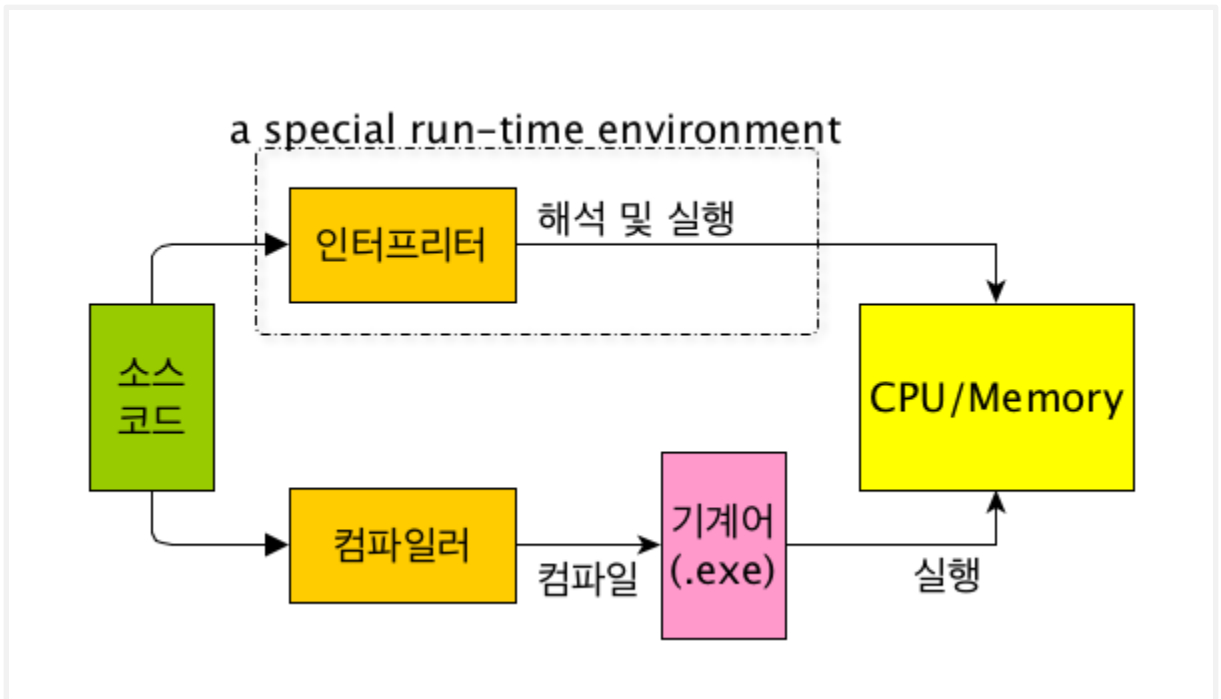 a special run-time environment
인터프리터
해석 및 실행
소스
코드
CPU/Memory
컴파일러
컴파일
기계어
(.exe)
실행